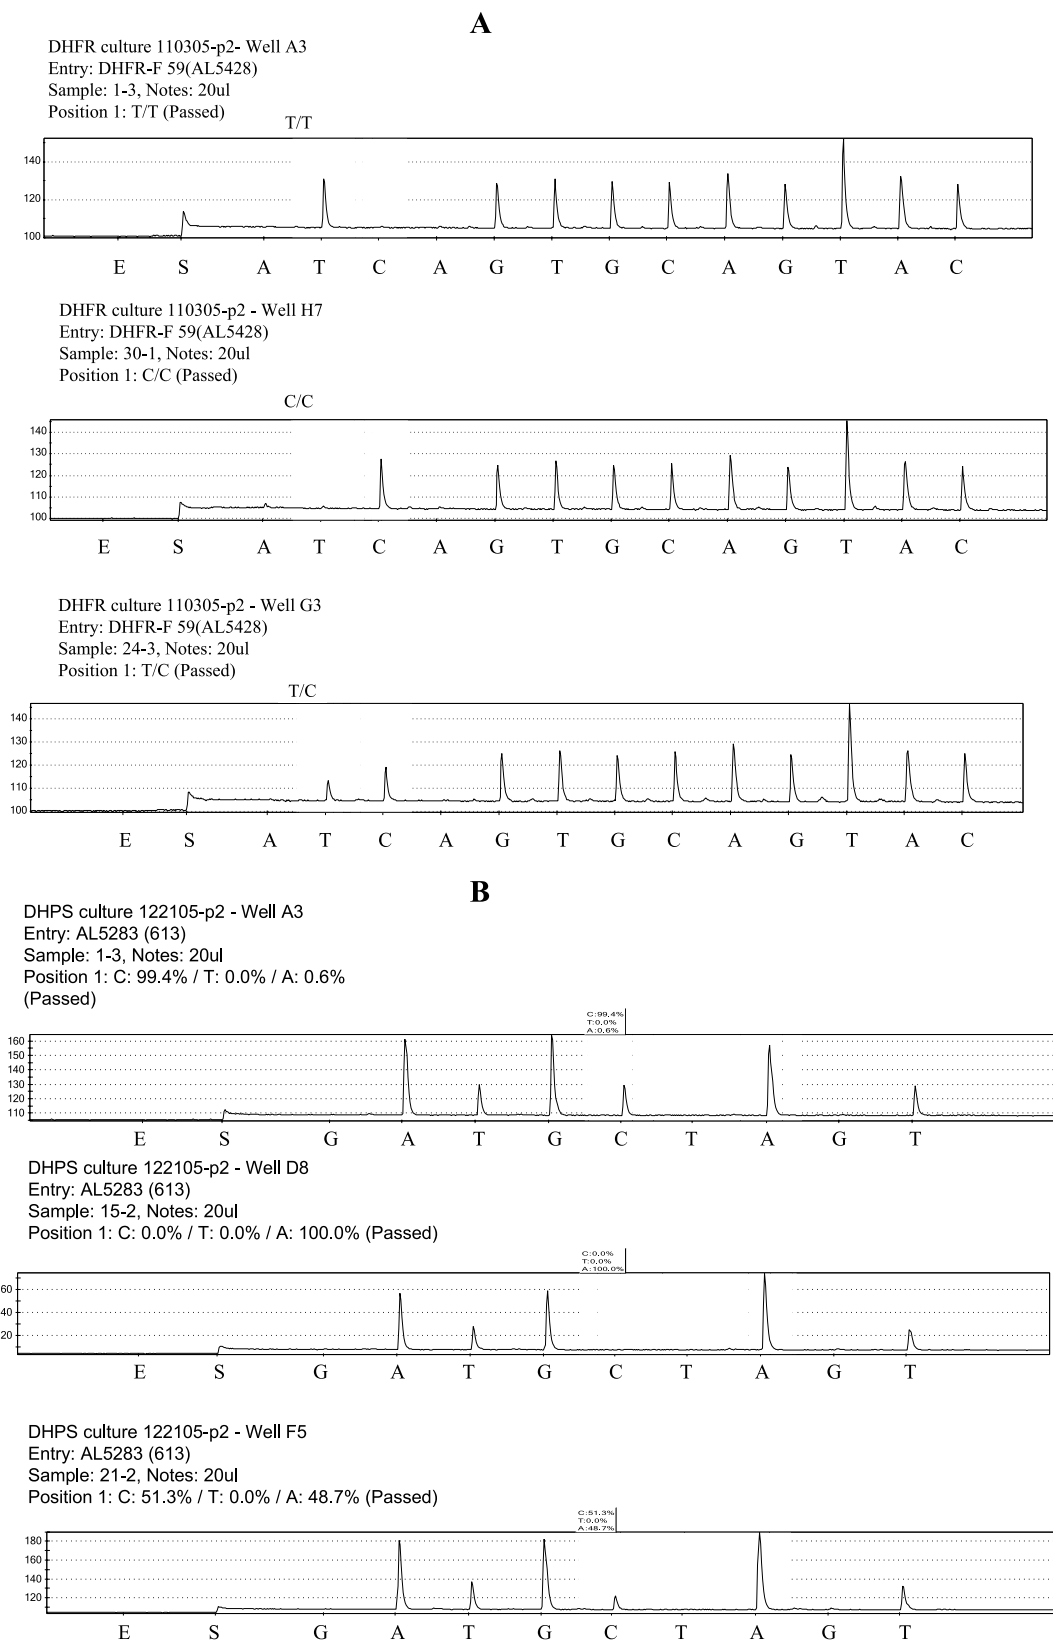 A
DHFR culture 110305-p2- Well A3
Entry: DHFR-F 59(AL5428)
Sample: 1-3, Notes: 20ul
Position 1: T/T (Passed)
T/T
140
120
100
E S A T C A G T G C A G T A C
DHFR culture 110305-p2 - Well H7
Entry: DHFR-F 59(AL5428)
Sample: 30-1, Notes: 20ul
Position 1: C/C (Passed)
C/C
140
130
120
110
100
E S A T C A G T G C A G T A C
DHFR culture 110305-p2 - Well G3
Entry: DHFR-F 59(AL5428)
Sample: 24-3, Notes: 20ul
Position 1: T/C (Passed)
T/C
140
130
120
110
100
E S A T C A G T G C A G T A C
B
DHPS culture 122105-p2 - Well A3
Entry: AL5283 (613)
Sample: 1-3, Notes: 20ul
Position 1: C: 99.4% / T: 0.0% / A: 0.6%
(Passed)
C:99.4%
T:0.0%
A:0.6%
160
150
140
130
120
110
E S G A T G C T A G T
DHPS culture 122105-p2 - Well D8
Entry: AL5283 (613)
Sample: 15-2, Notes: 20ul
Position 1: C: 0.0% / T: 0.0% / A: 100.0% (Passed)
C:0.0%
T:0.0%
A:100.0%
60
40
20
E S G A T G C T A G T
DHPS culture 122105-p2 - Well F5
Entry: AL5283 (613)
Sample: 21-2, Notes: 20ul
Position 1: C: 51.3% / T: 0.0% / A: 48.7% (Passed)
C:51.3%
T:0.0%
A:48.7%
180
160
140
120
E S G A T G C T A G T